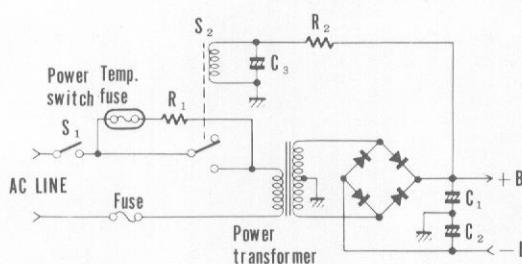 S2
R2
C3
Power Temp.
switch fuse
R1
S1
AC LINE
Fuse
Power
transformer
+ B
C1
C2
−